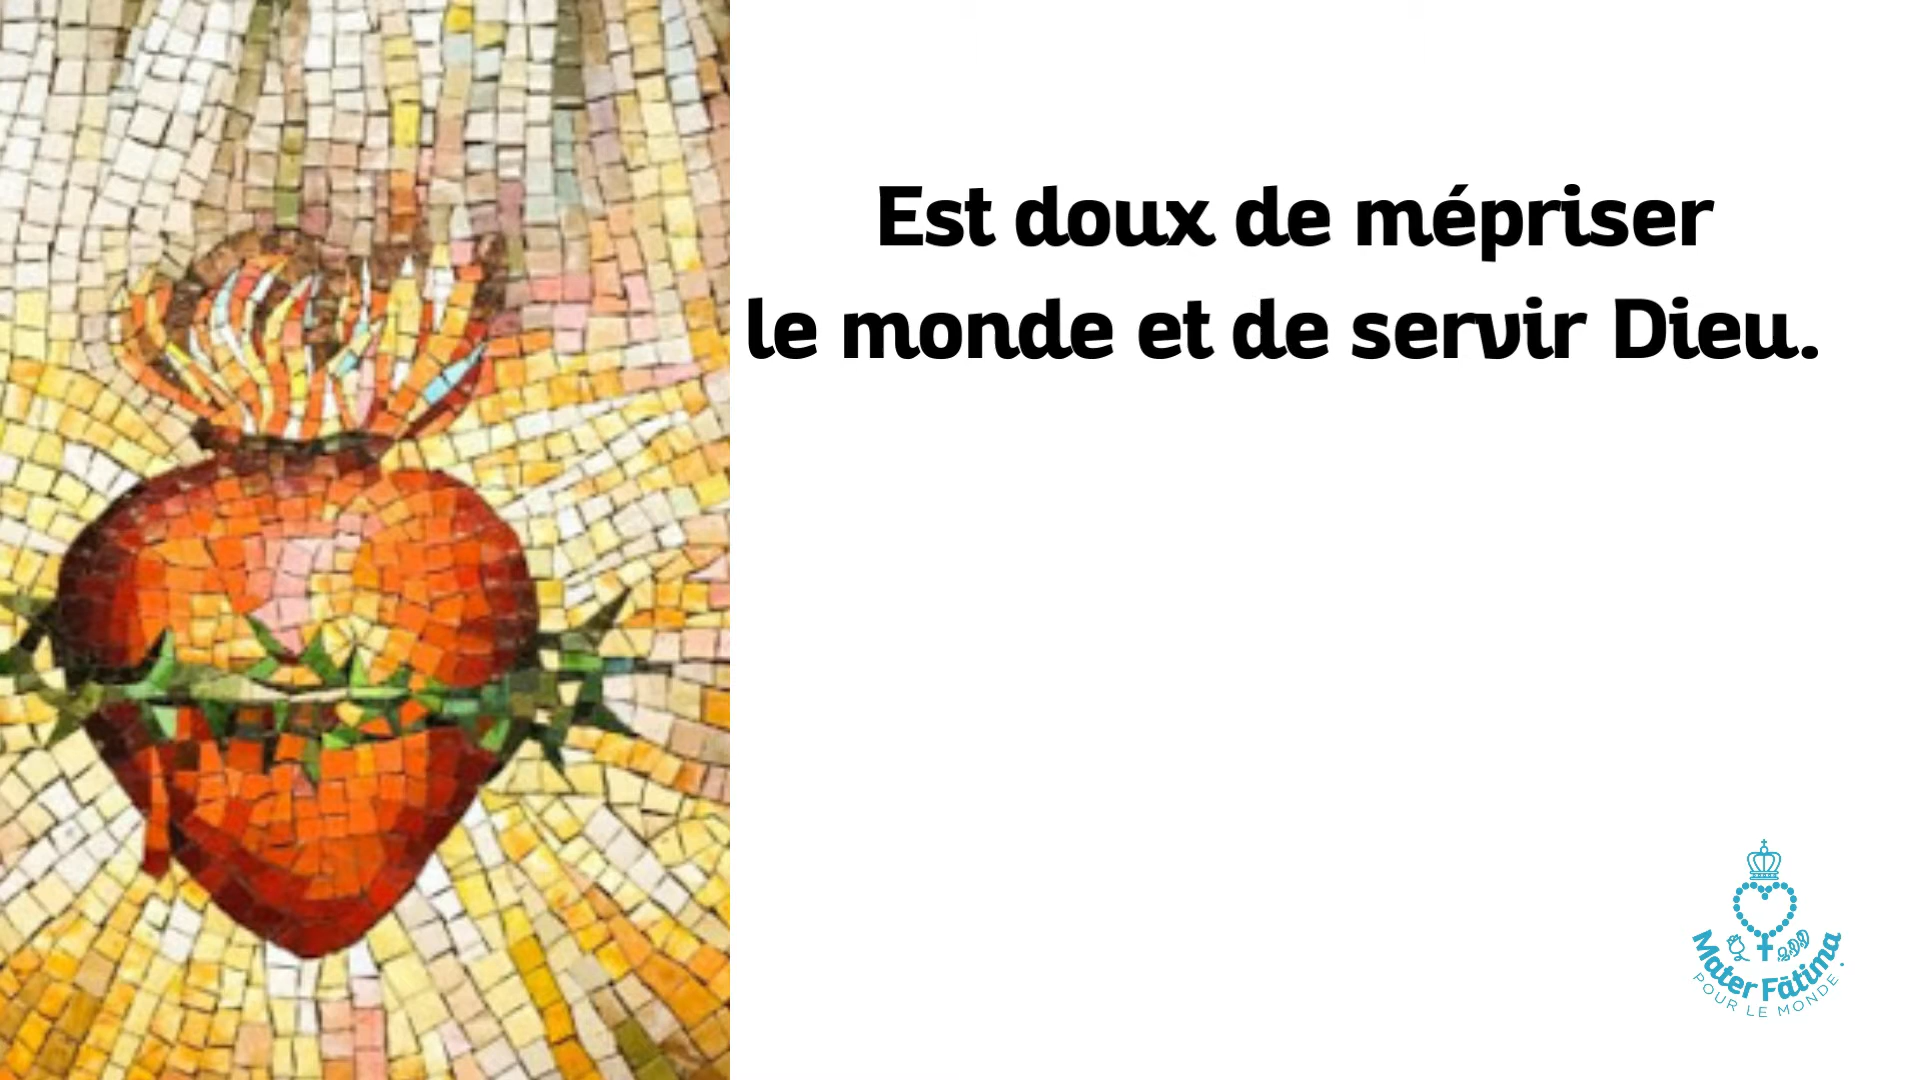 Est doux de mépriser
le monde et de servir Dieu.
Mater Fátima
POUR LE MONDE